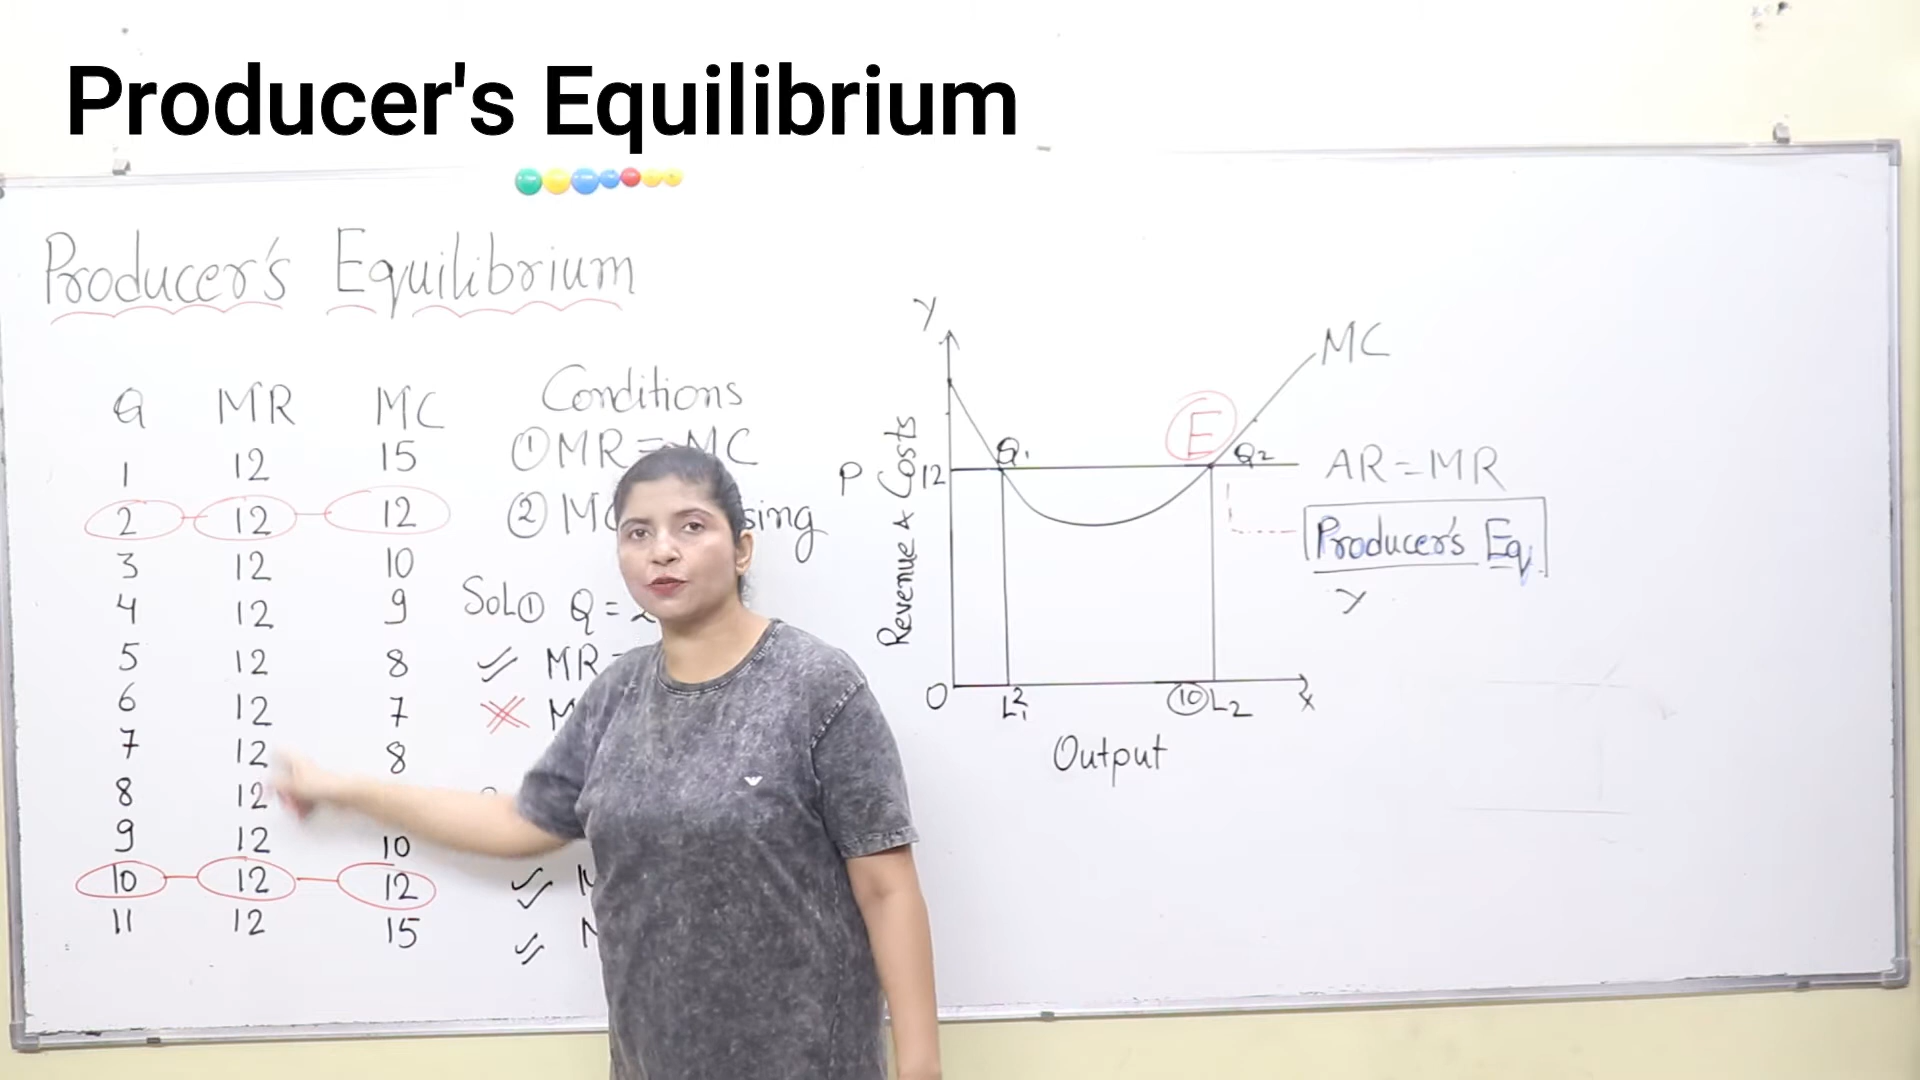 Producer's Equilibrium
Producer's Equilibrium
Q MR MC
1 12 15
2 12 12
3 12 10
4 12 9
5 12 8
6 12 7
7 12 8
8 12
9 12 10
10 12 12
11 12 15
Conditions
① MR = MC
②
Sol ① Q =
MR
Y
Revenue & Costs
P 12
Q1
E
Q2
MC
AR = MR
Producer's Eq.
O
L1 2
10 L2
X
Output